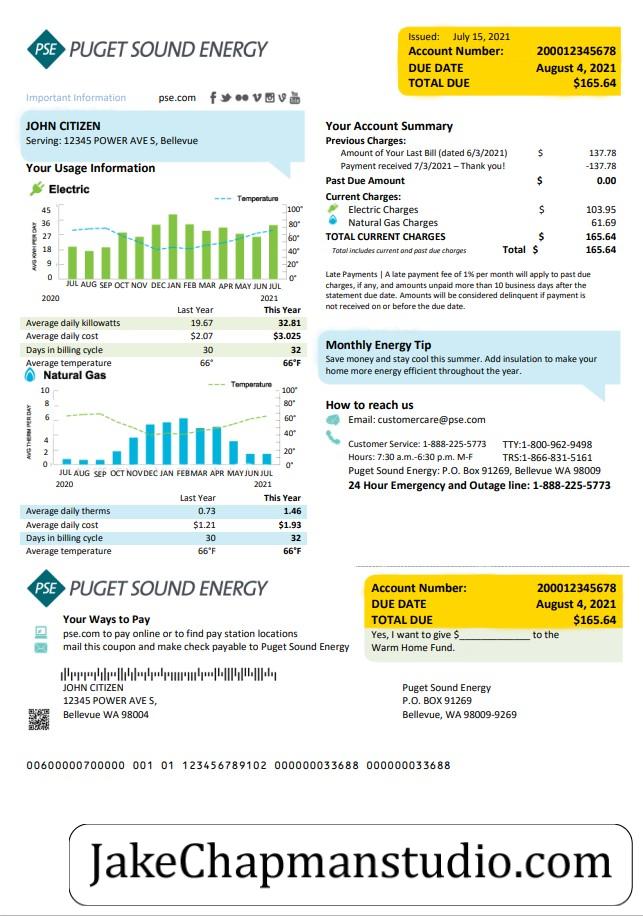 PSE PUGET SOUND ENERGY
Issued: July 15, 2021
Account Number: 200012345678
DUE DATE August 4, 2021
TOTAL DUE $165.64
Important Information pse.com
JOHN CITIZEN
Serving: 12345 POWER AVE S, Bellevue
Your Usage Information
Electric
Temperature
45 100°
36 80°
27 60°
18 40°
9 20°
0 0°
AVG KWH PER DAY
JUL AUG SEP OCT NOV DEC JAN FEB MAR APR MAY JUN JUL
2020 2021
Last Year This Year
Average daily killowatts 19.67 32.81
Average daily cost $2.07 $3.025
Days in billing cycle 30 32
Average temperature 66° 66°F
Natural Gas
Temperature
10 100°
8 80°
6 60°
4 40°
2 20°
0 0°
AVG THERM PER DAY
JUL AUG SEP OCT NOV DEC JAN FEB MAR APR MAY JUN JUL
2020 2021
Last Year This Year
Average daily therms 0.73 1.46
Average daily cost $1.21 $1.93
Days in billing cycle 30 32
Average temperature 66°F 66°F
Your Account Summary
Previous Charges:
Amount of Your Last Bill (dated 6/3/2021) $ 137.78
Payment received 7/3/2021 – Thank you! -137.78
Past Due Amount $ 0.00
Current Charges:
Electric Charges $ 103.95
Natural Gas Charges 61.69
TOTAL CURRENT CHARGES $ 165.64
Total includes current and past due charges Total $ 165.64
Late Payments | A late payment fee of 1% per month will apply to past due
charges, if any, and amounts unpaid more than 10 business days after the
statement due date. Amounts will be considered delinquent if payment is
not received on or before the due date.
Monthly Energy Tip
Save money and stay cool this summer. Add insulation to make your
home more energy efficient throughout the year.
How to reach us
Email: customercare@pse.com
Customer Service: 1-888-225-5773 TTY:1-800-962-9498
Hours: 7:30 a.m.-6:30 p.m. M-F TRS:1-866-831-5161
Puget Sound Energy: P.O. Box 91269, Bellevue WA 98009
24 Hour Emergency and Outage line: 1-888-225-5773
PSE PUGET SOUND ENERGY
Account Number: 200012345678
DUE DATE August 4, 2021
TOTAL DUE $165.64
Yes, I want to give $_____________ to the
Warm Home Fund.
Your Ways to Pay
pse.com to pay online or to find pay station locations
mail this coupon and make check payable to Puget Sound Energy
JOHN CITIZEN
12345 POWER AVE S,
Bellevue WA 98004
Puget Sound Energy
P.O. BOX 91269
Bellevue, WA 98009-9269
00600000700000 001 01 123456789102 000000033688 000000033688
JakeChapmanstudio.com